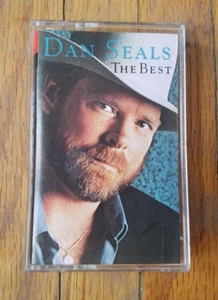 DAN SEALS
THE BEST